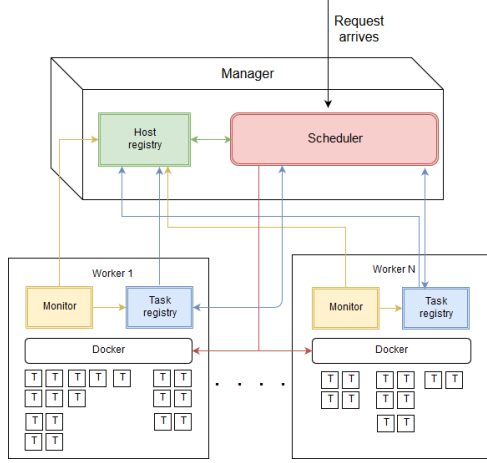 Request
arrives
Manager
Host
registry
Scheduler
Worker 1
Monitor
Task
registry
Docker
T T T T T T T
T T T T T
T T T T
T T
. . . .
Worker N
Monitor
Task
registry
Docker
T T T T T T
T T T T
T T